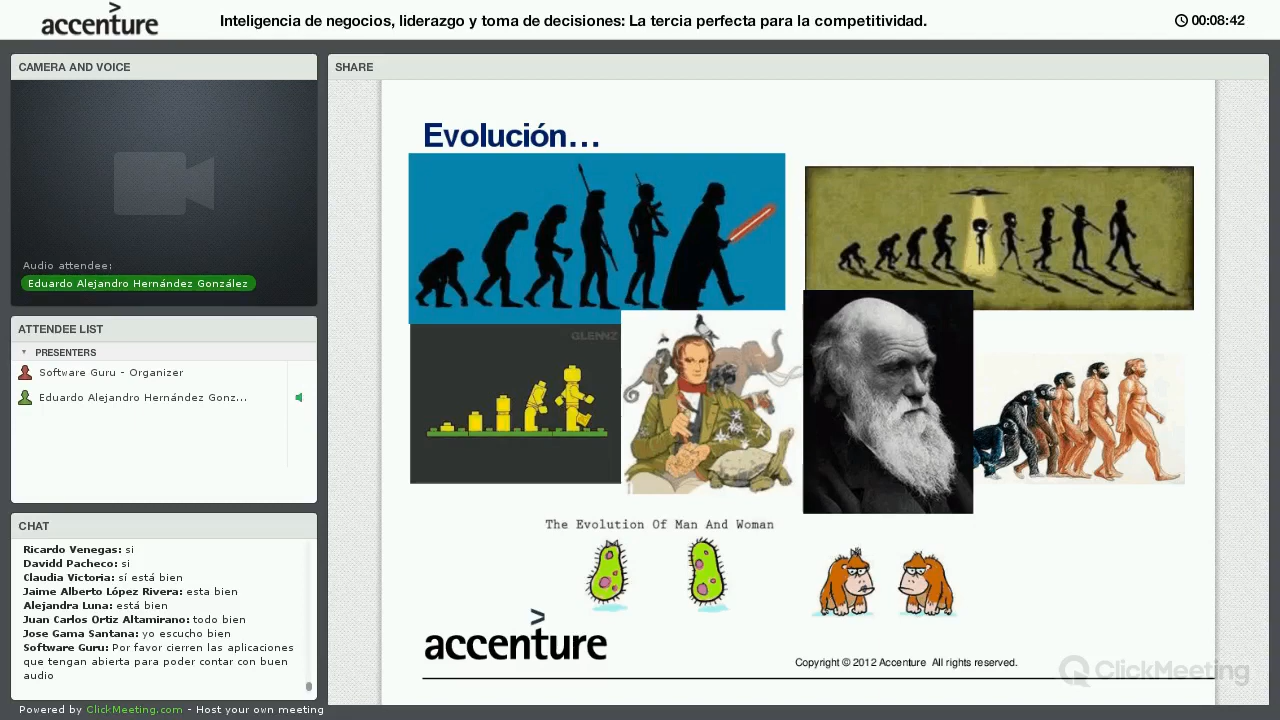 accenture
Inteligencia de negocios, liderazgo y toma de decisiones: La tercia perfecta para la competitividad.
00:08:42
CAMERA AND VOICE
Audio attendee:
Eduardo Alejandro Hernández González
ATTENDEE LIST
PRESENTERS
Software Guru - Organizer
Eduardo Alejandro Hernández Gonz...
CHAT
Ricardo Venegas: si
Davidd Pacheco: si
Claudia Victoria: si está bien
Jaime Alberto López Rivera: esta bien
Alejandra Luna: está bien
Juan Carlos Ortiz Altamirano: todo bien
Jose Gama Santana: yo escucho bien
Software Guru: Por favor cierren las aplicaciones
que tengan abierta para poder contar con buen
audio
Powered by ClickMeeting.com - Host your own meeting
SHARE
Evolución...
GLENNZ
The Evolution Of Man And Woman
accenture
Copyright © 2012 Accenture All rights reserved.
ClickMeeting